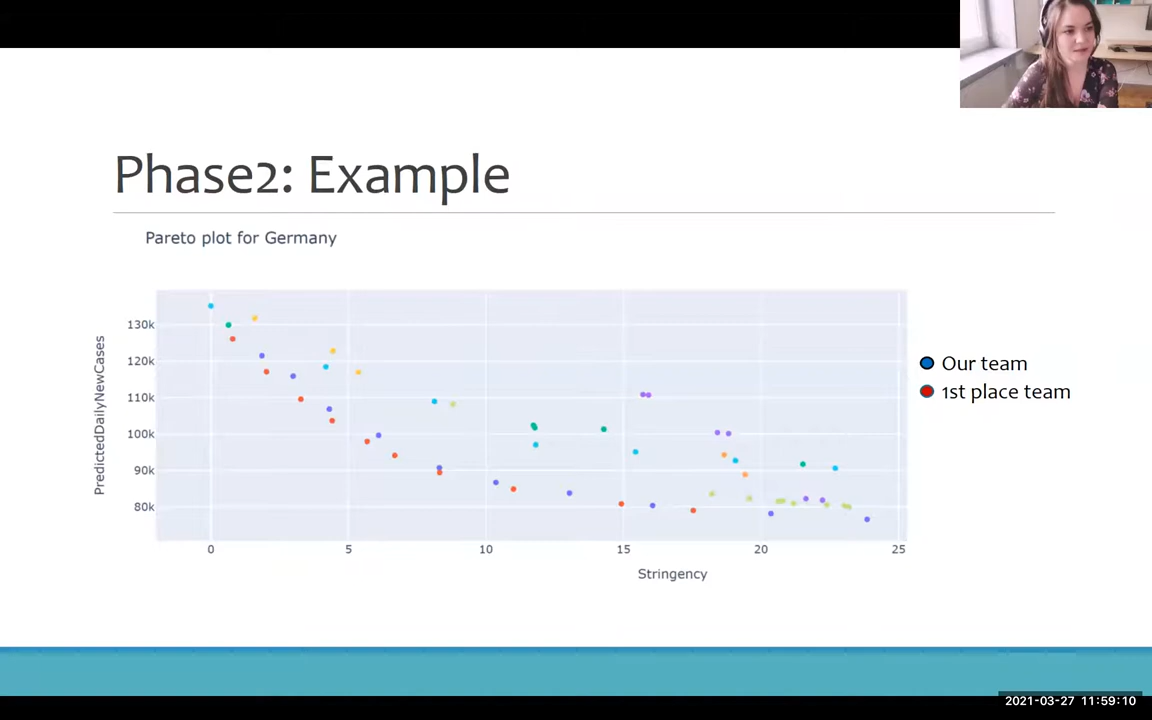 Phase2: Example
Pareto plot for Germany
PredictedDailyNewCases
130k
120k
110k
100k
90k
80k
0 5 10 15 20 25
Stringency
Our team
1st place team
2021-03-27 11:59:10